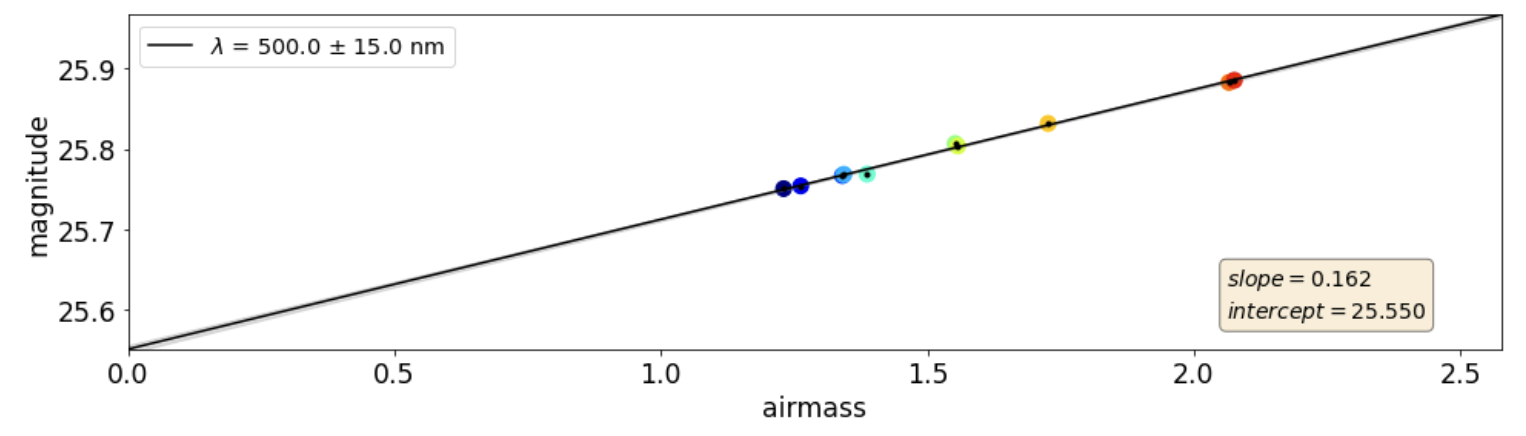 λ = 500.0 ± 15.0 nm
magnitude
25.9
25.8
25.7
25.6
slope = 0.162
intercept = 25.550
0.0 0.5 1.0 1.5 2.0 2.5
airmass